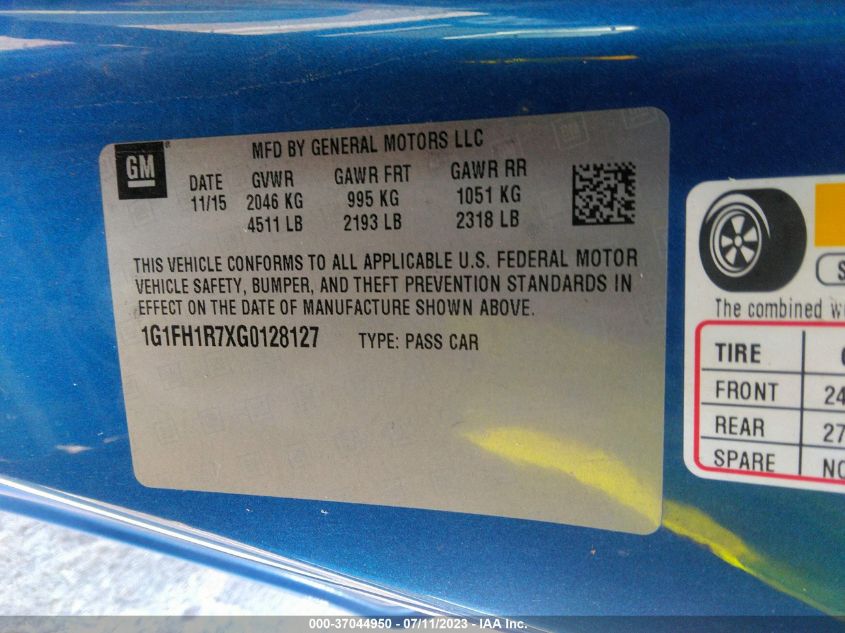 GM
MFD BY GENERAL MOTORS LLC
DATE GVWR GAWR FRT GAWR RR
11/15 2046 KG 995 KG 1051 KG
4511 LB 2193 LB 2318 LB
THIS VEHICLE CONFORMS TO ALL APPLICABLE U.S. FEDERAL MOTOR
VEHICLE SAFETY, BUMPER, AND THEFT PREVENTION STANDARDS IN
EFFECT ON THE DATE OF MANUFACTURE SHOWN ABOVE.
1G1FH1R7XG0128127 TYPE: PASS CAR
The combined
TIRE
FRONT 24
REAR 27
SPARE
000-37044950 - 07/11/2023 - IAA Inc.